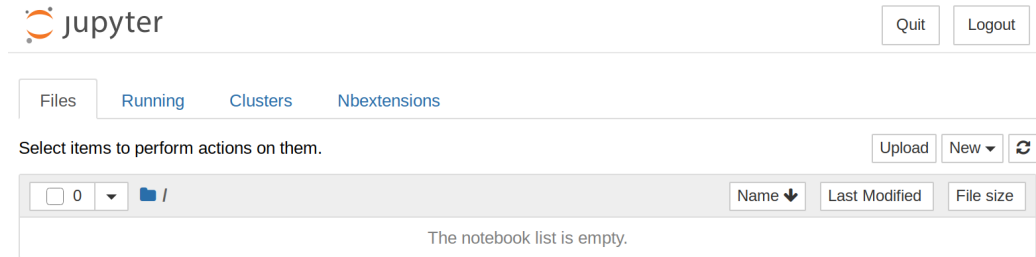 jupyter Quit Logout
Files Running Clusters Nbextensions
Select items to perform actions on them. Upload New
0 / Name Last Modified File size
The notebook list is empty.